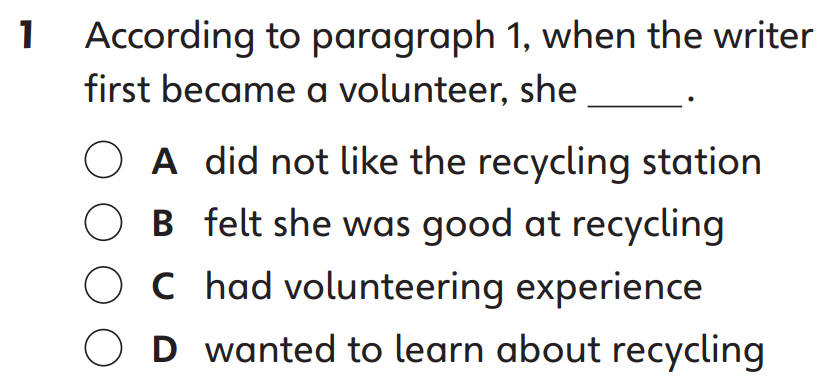 1 According to paragraph 1, when the writer
first became a volunteer, she _____.
A did not like the recycling station
B felt she was good at recycling
C had volunteering experience
D wanted to learn about recycling